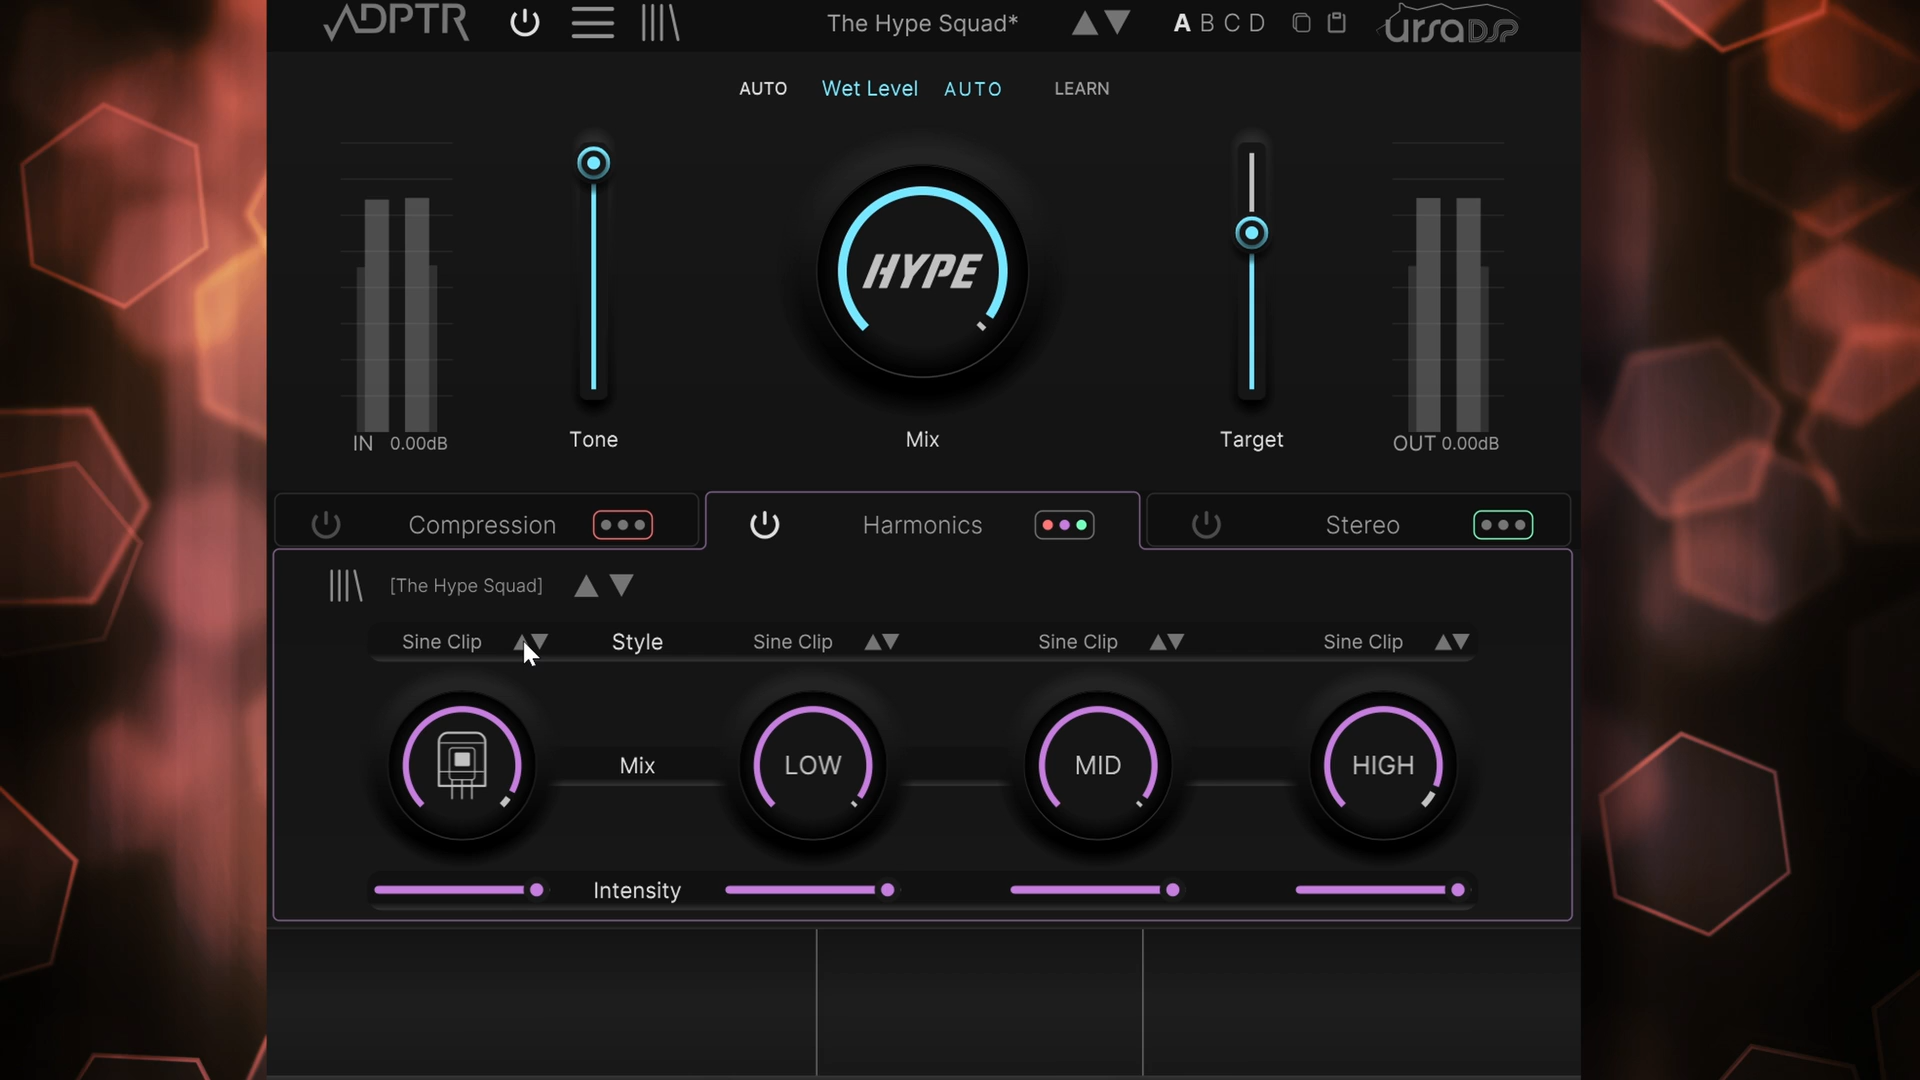 ADPTR The Hype Squad* A B C D ursa DSP
AUTO Wet Level AUTO LEARN
HYPE
IN 0.00dB Tone Mix Target OUT 0.00dB
Compression Harmonics Stereo
[The Hype Squad]
Sine Clip Style Sine Clip Sine Clip Sine Clip
Mix LOW MID HIGH
Intensity